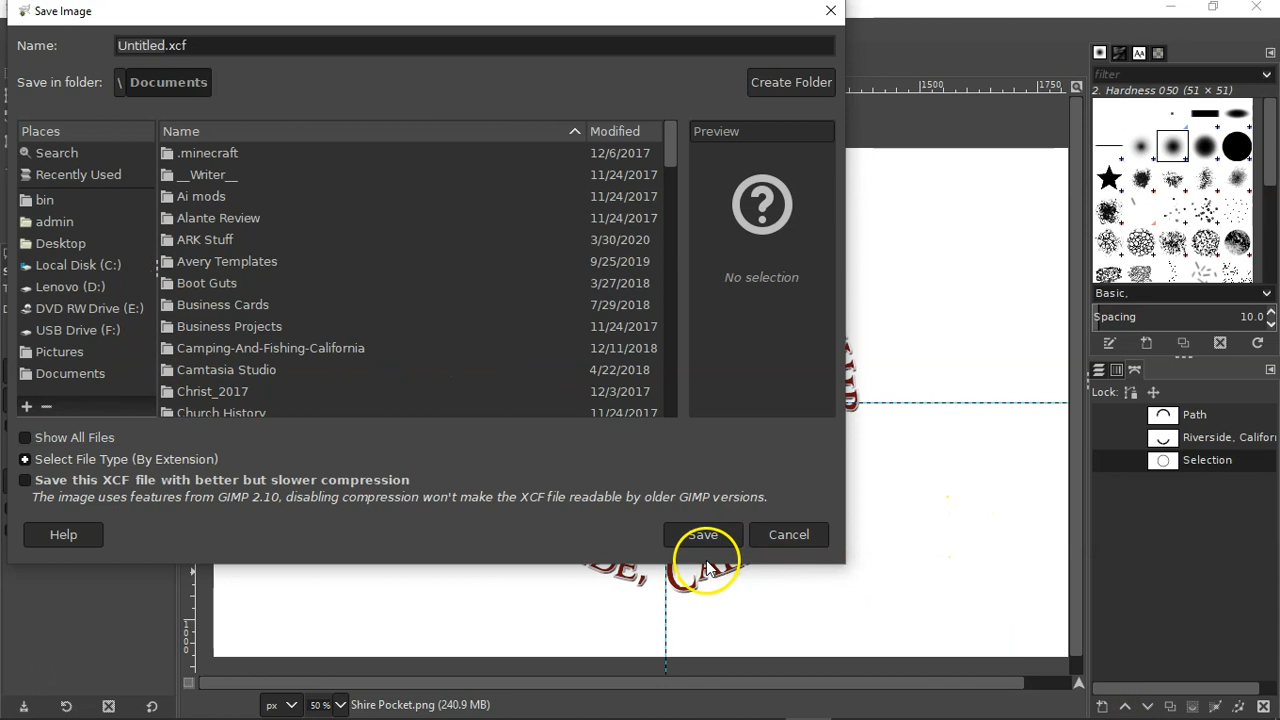 Save Image
Name:
Untitled.xcf
Save in folder:
\
Documents
Create Folder
Places
Name
Modified
Preview
Search
Recently Used
bin
admin
Desktop
Local Disk (C:)
Lenovo (D:)
DVD RW Drive (E:)
USB Drive (F:)
Pictures
Documents
.minecraft 12/6/2017
__Writer__ 11/24/2017
Ai mods 11/24/2017
Alante Review 11/24/2017
ARK Stuff 3/30/2020
Avery Templates 9/25/2019
Boot Guts 3/27/2018
Business Cards 7/29/2018
Business Projects 11/24/2017
Camping-And-Fishing-California 12/11/2018
Camtasia Studio 4/22/2018
Christ_2017 12/3/2017
Church History 11/24/2017
No selection
Show All Files
Select File Type (By Extension)
Save this XCF file with better but slower compression
The image uses features from GIMP 2.10, disabling compression won't make the XCF file readable by older GIMP versions.
Help
Save
Cancel
1500
1750
filter
2. Hardness 050 (51 × 51)
Basic,
Spacing 10.0
Lock:
Path
Riverside, Califor
Selection
DE, CA
1000
px
50 %
Shire Pocket.png (240.9 MB)